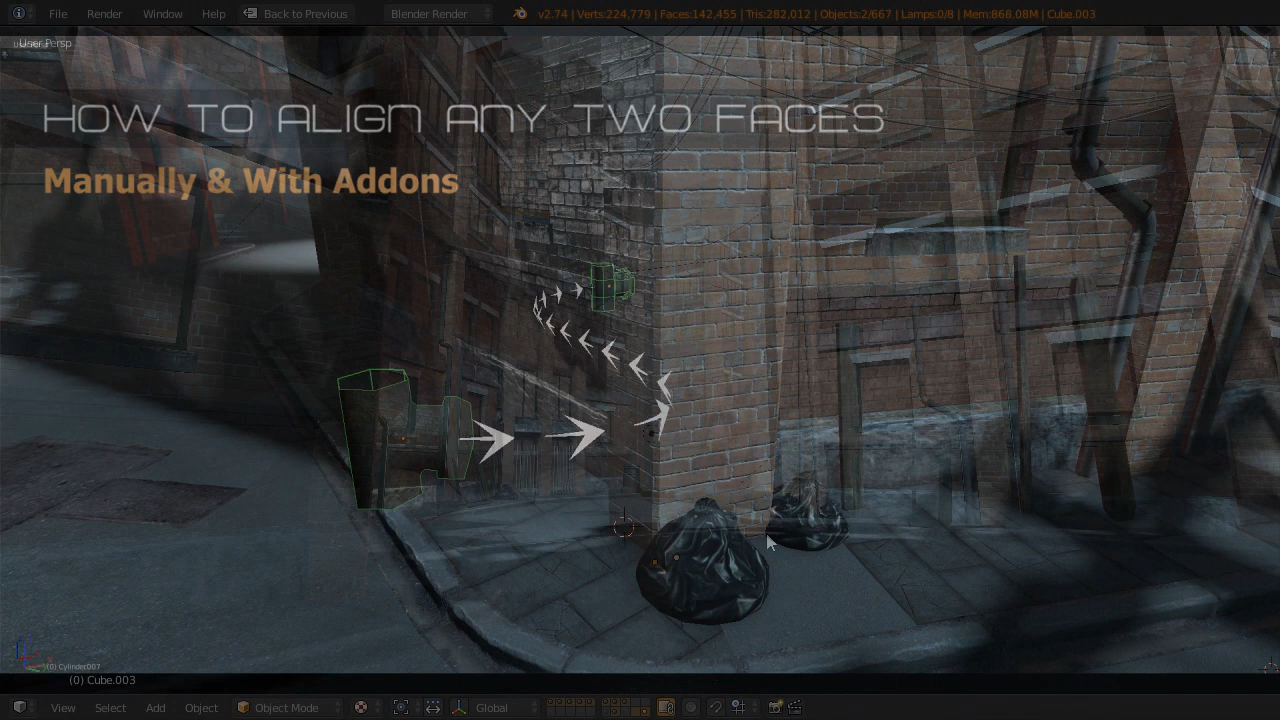 File Render Window Help Back to Previous Blender Render v2.74 | Verts:224,779 | Faces:142,455 | Tris:282,012 | Objects:2/667 | Lamps:0/8 | Mem:868.08M | Cube.003
User Persp
HOW TO ALIGN ANY TWO FACES
Manually & With Addons
(0) Cylinder007
(0) Cube.003
View Select Add Object Object Mode Global